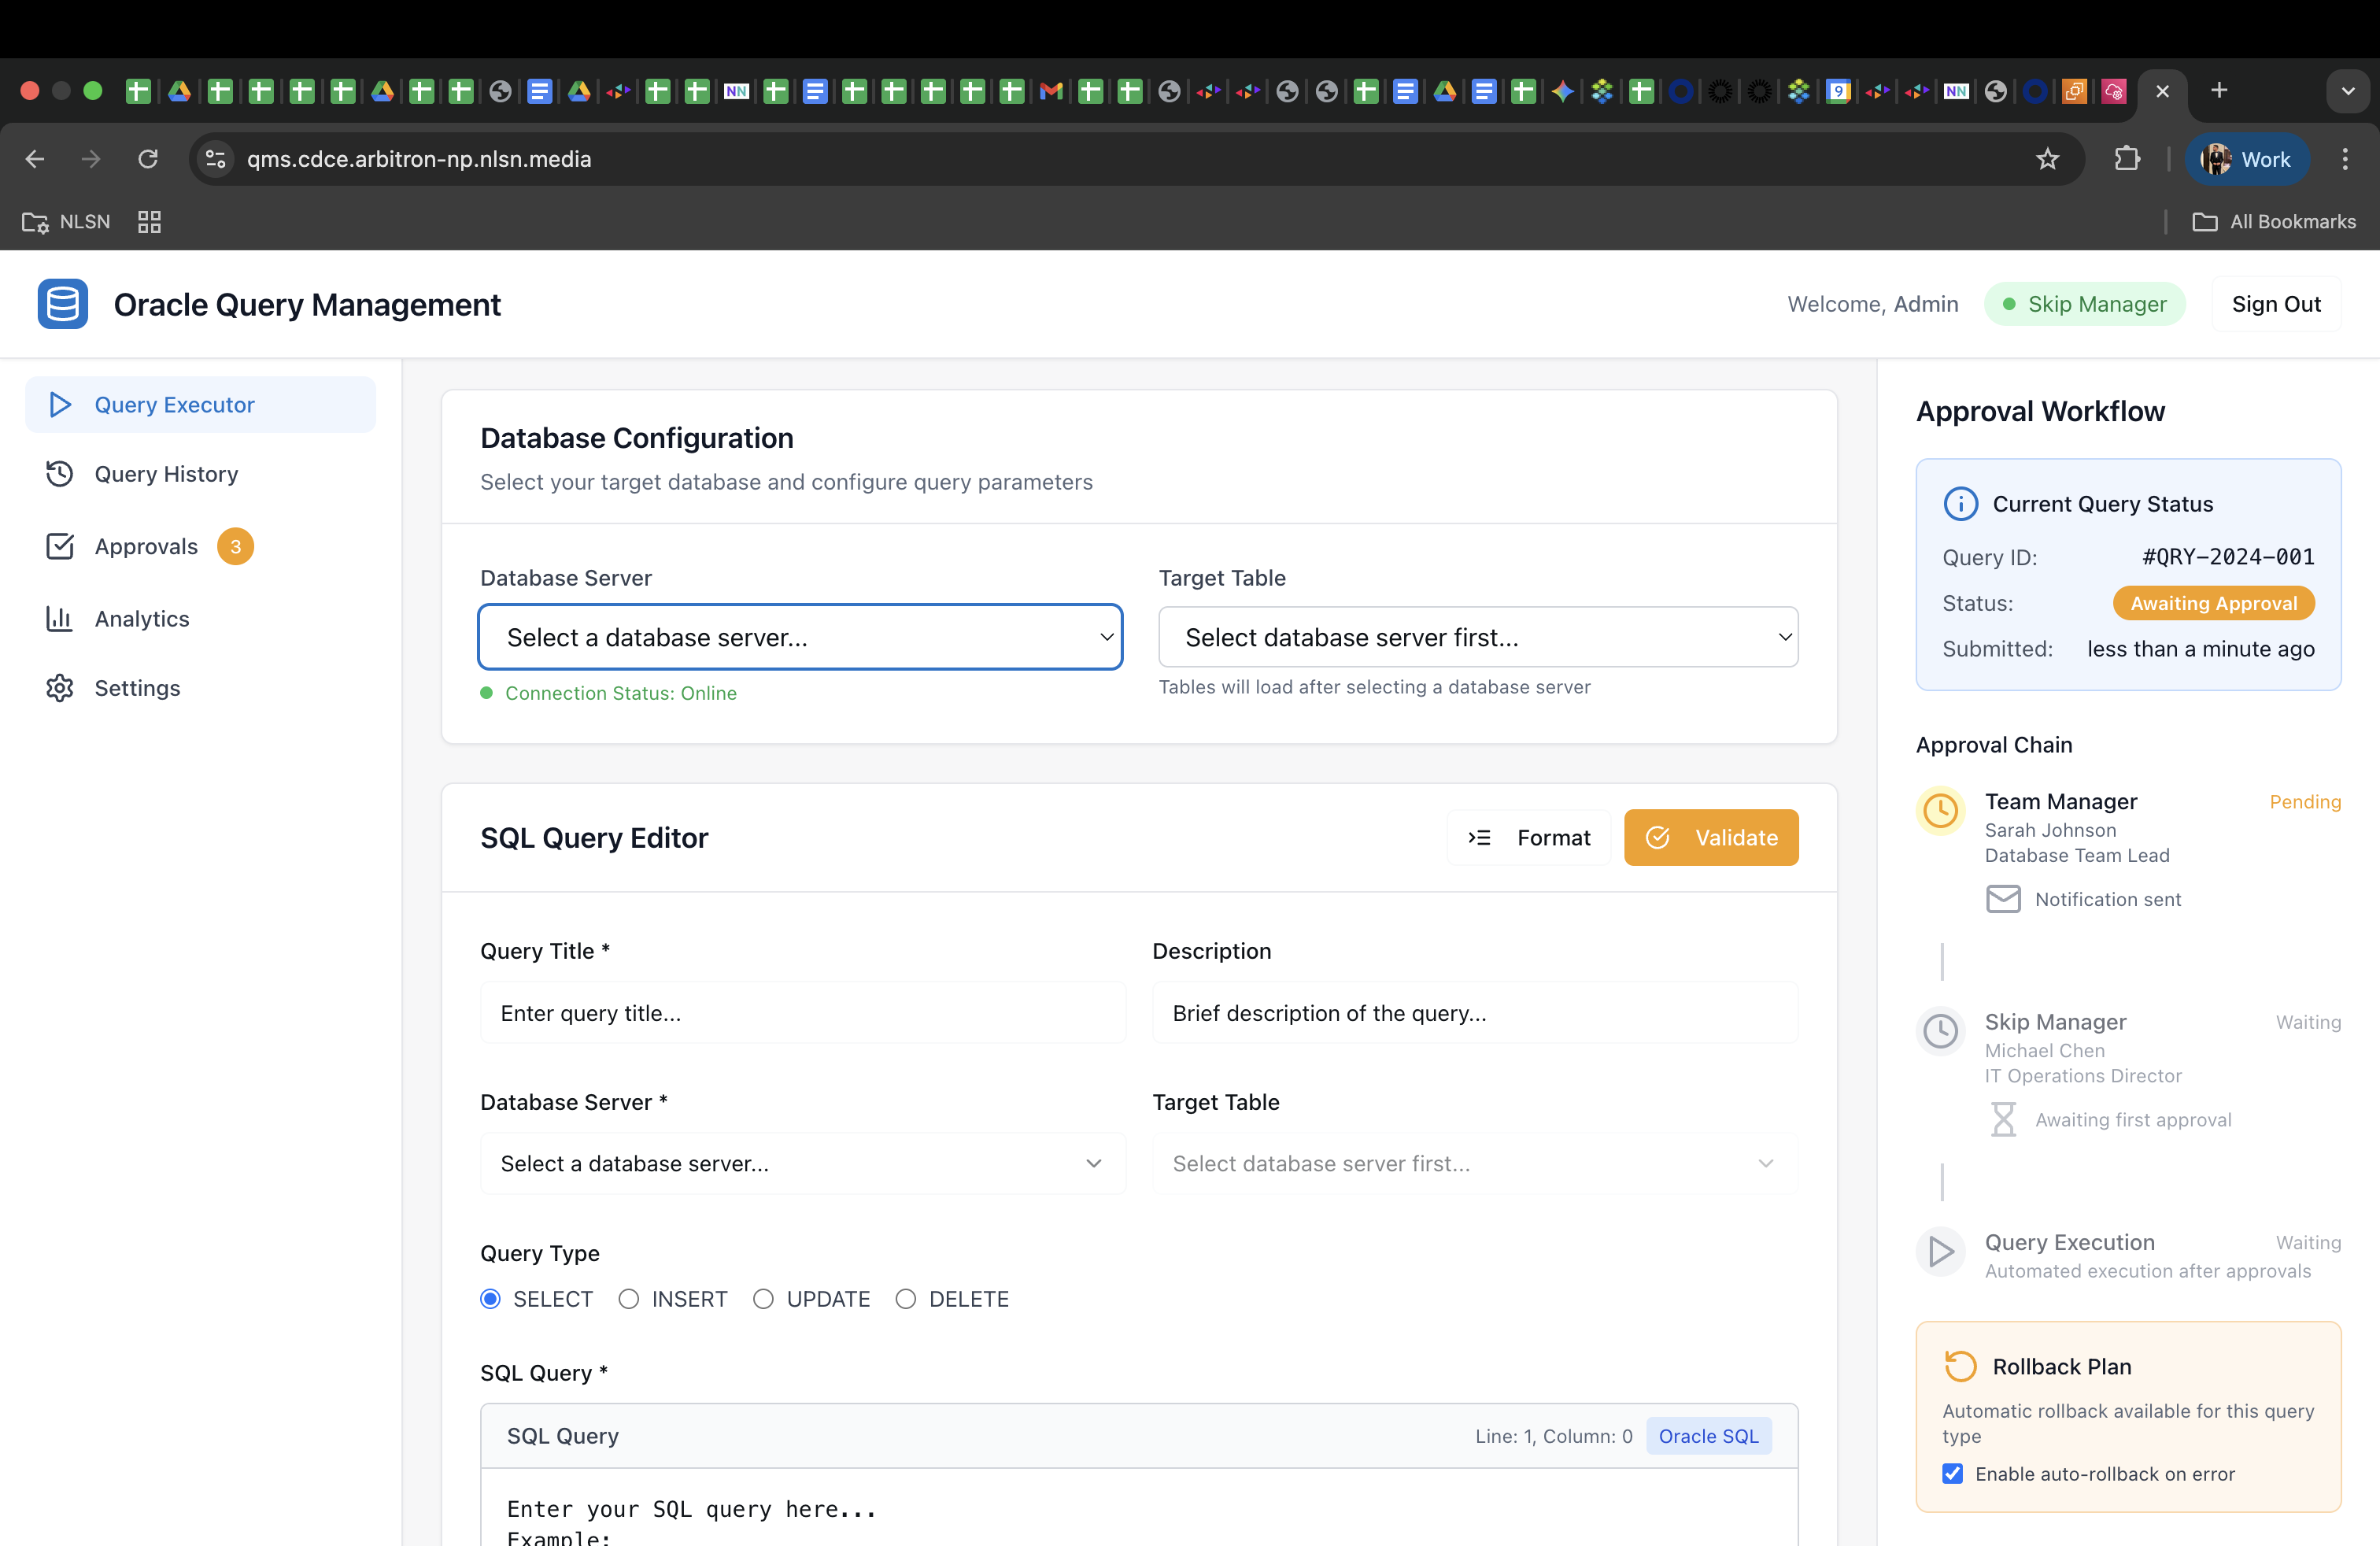 NN
9
NN
qms.cdce.arbitron-np.nlsn.media
Work
NLSN
All Bookmarks
Oracle Query Management
Welcome, Admin
Skip Manager
Sign Out
Query Executor
Query History
Approvals 3
Analytics
Settings
Database Configuration
Select your target database and configure query parameters
Database Server
Target Table
Select a database server...
Select database server first...
Connection Status: Online
Tables will load after selecting a database server
SQL Query Editor
Format
Validate
Query Title *
Description
Enter query title...
Brief description of the query...
Database Server *
Target Table
Select a database server...
Select database server first...
Query Type
SELECT
INSERT
UPDATE
DELETE
SQL Query *
SQL Query
Line: 1, Column: 0
Oracle SQL
Enter your SQL query here...
Example:
Approval Workflow
Current Query Status
Query ID: #QRY-2024-001
Status: Awaiting Approval
Submitted: less than a minute ago
Approval Chain
Team Manager Pending
Sarah Johnson
Database Team Lead
Notification sent
Skip Manager Waiting
Michael Chen
IT Operations Director
Awaiting first approval
Query Execution Waiting
Automated execution after approvals
Rollback Plan
Automatic rollback available for this query
type
Enable auto-rollback on error